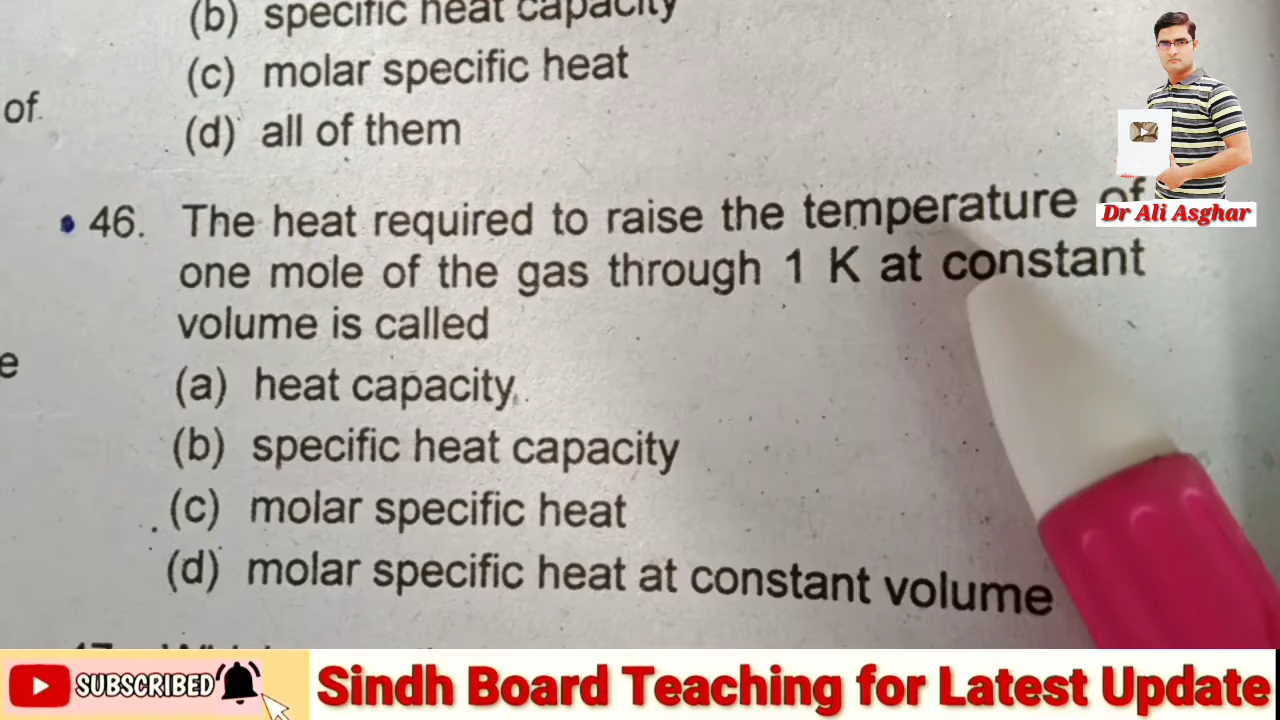 (b) specific heat capacity
(c) molar specific heat
of
(d) all of them
46. The heat required to raise the temperature of
one mole of the gas through 1 K at constant
volume is called
e
(a) heat capacity
(b) specific heat capacity
(c) molar specific heat
(d) molar specific heat at constant volume
Dr Ali Asghar
SUBSCRIBED
Sindh Board Teaching for Latest Update